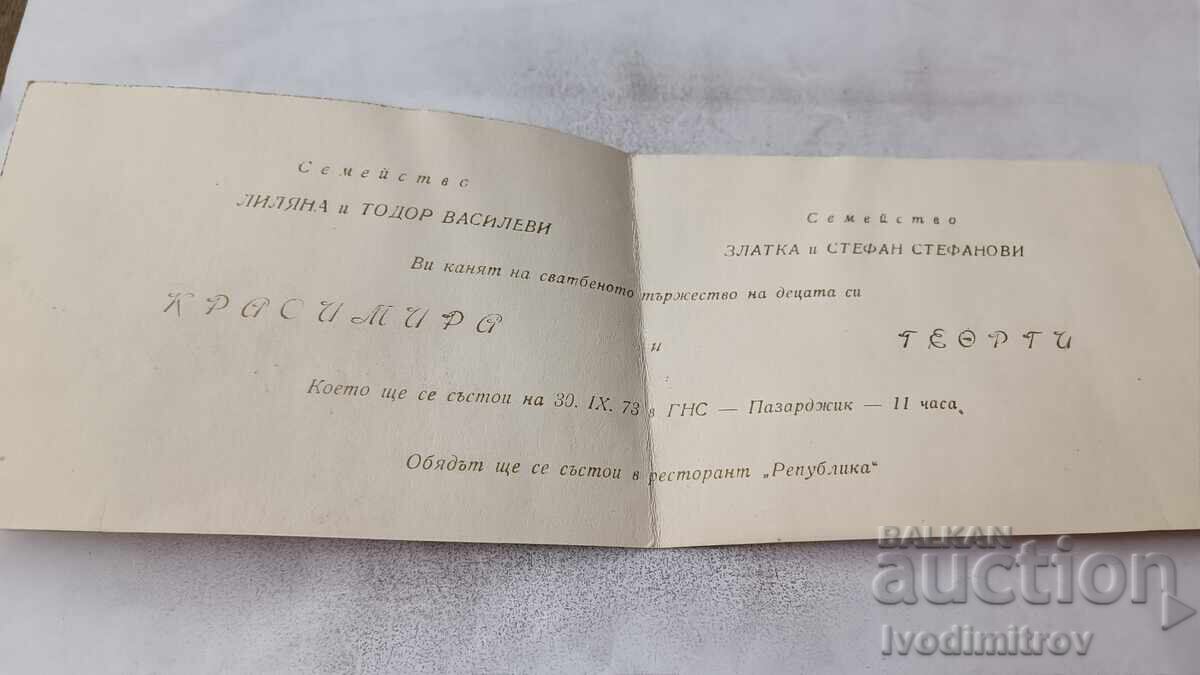 Семейство
ЛИЛЯНА и ТОДОР ВАСИЛЕВИ
Семейство
ЗЛАТКА и СТЕФАН СТЕФАНОВИ
Ви канят на сватбеното тържество на децата си
КРАСИМИРА и ГЕОРГИ
Което ще се състои на 30. IX. 73 в ГНС — Пазарджик — 11 часа.
Обядът ще се състои в ресторант „Република“
BALKAN
auction
Ivodimitrov